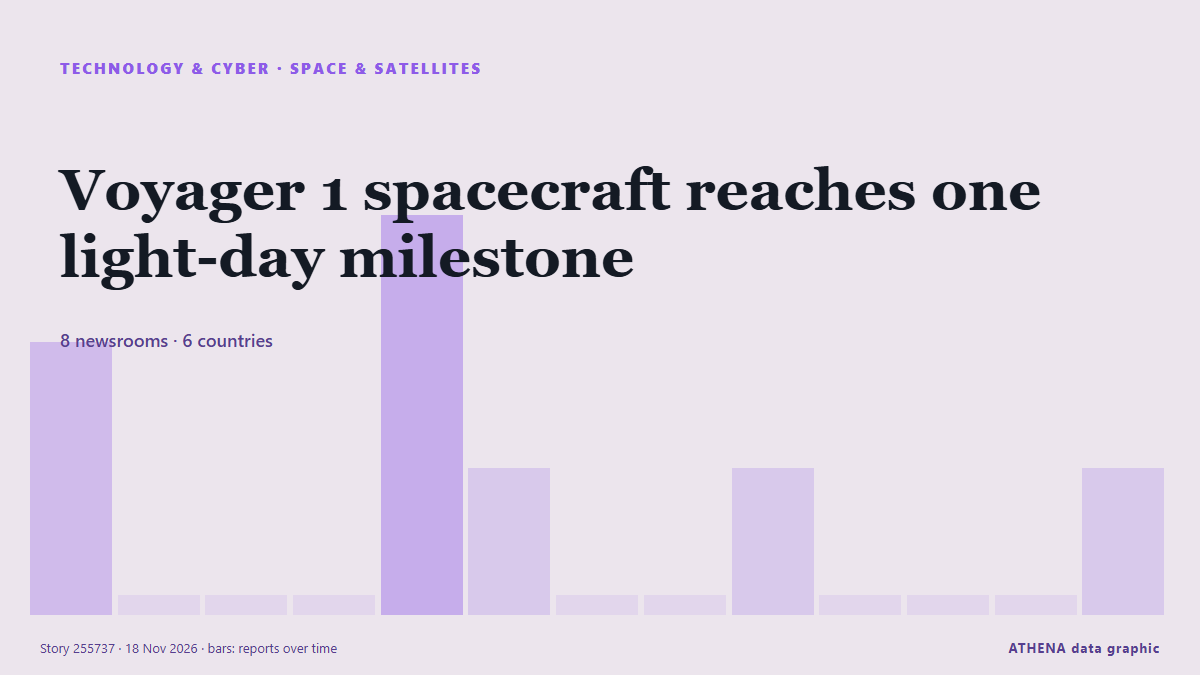 TECHNOLOGY & CYBER · SPACE & SATELLITES
Voyager 1 spacecraft reaches one
light-day milestone
8 newsrooms · 6 countries
Story 255737 · 18 Nov 2026 · bars: reports over time
ATHENA data graphic